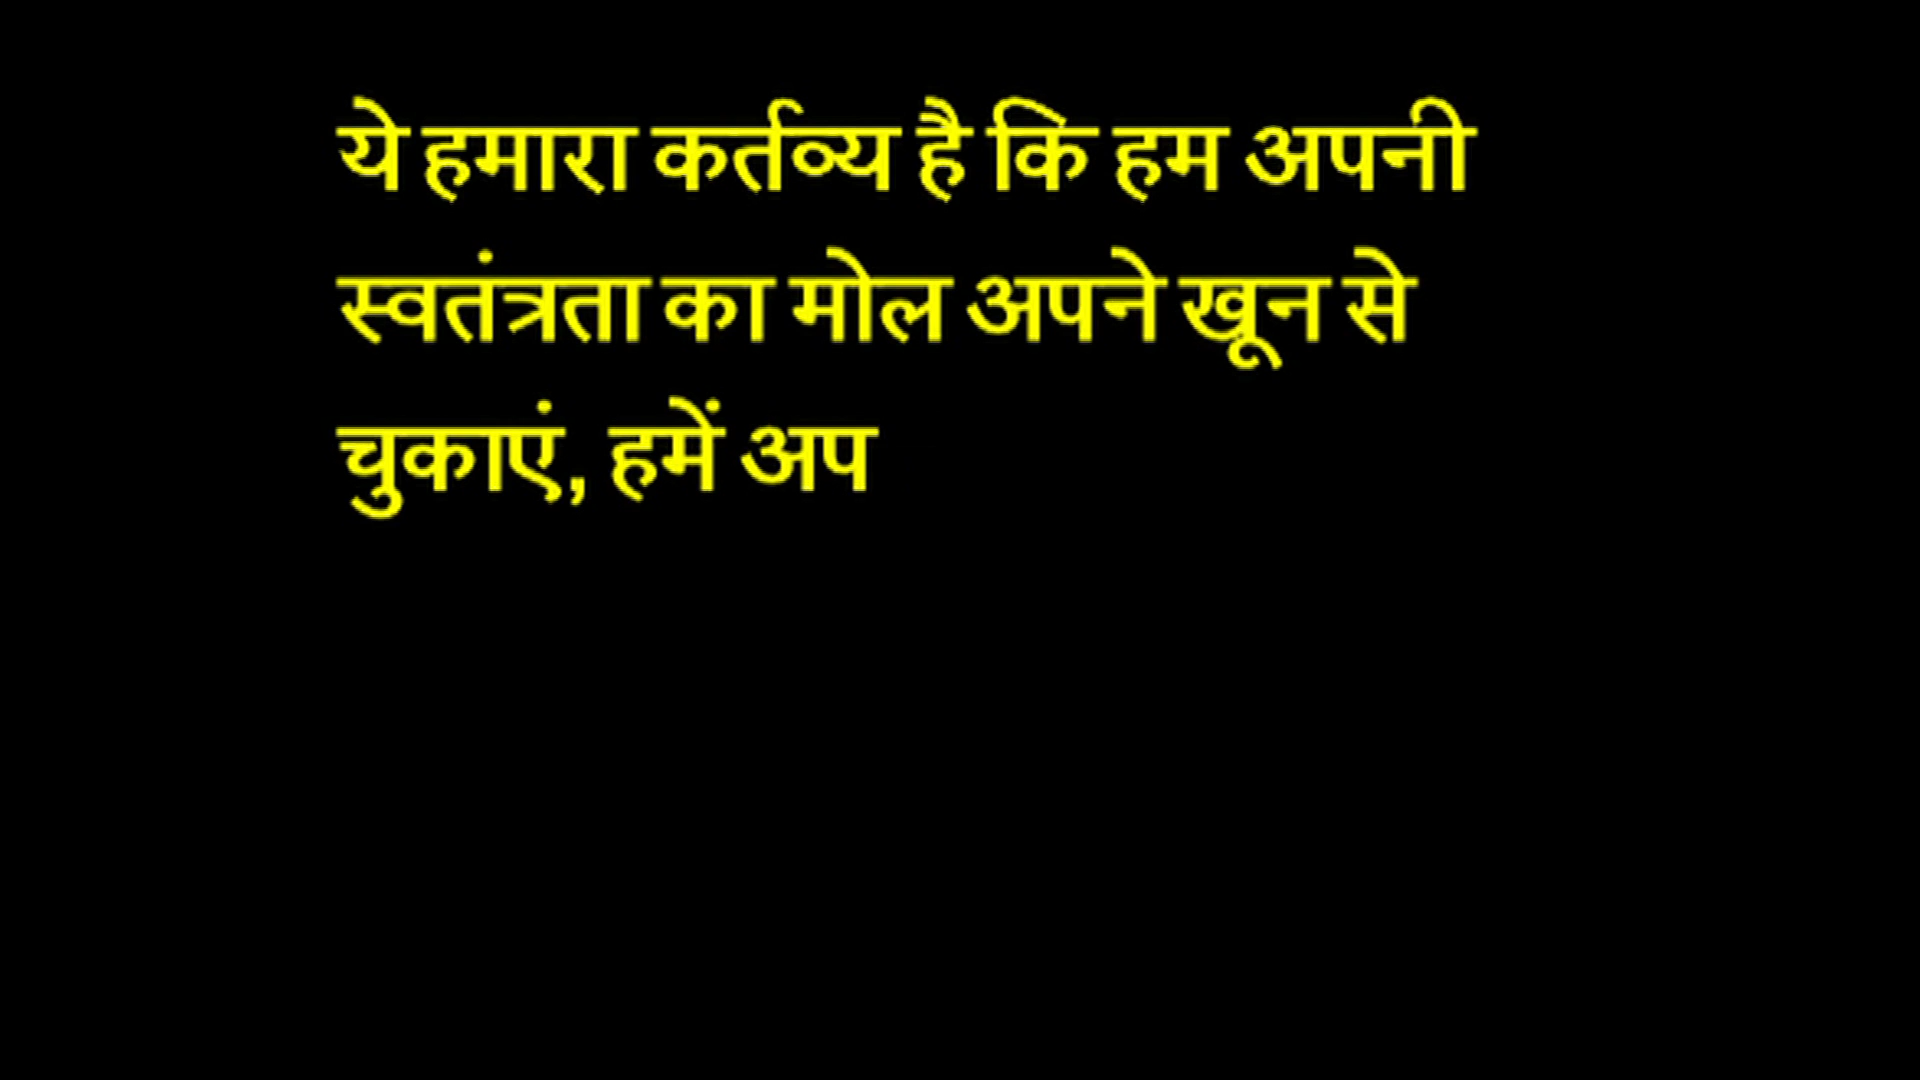 ये हमारा कर्तव्य है कि हम अपनी
स्वतंत्रता का मोल अपने खून से
चुकाएं, हमें अप